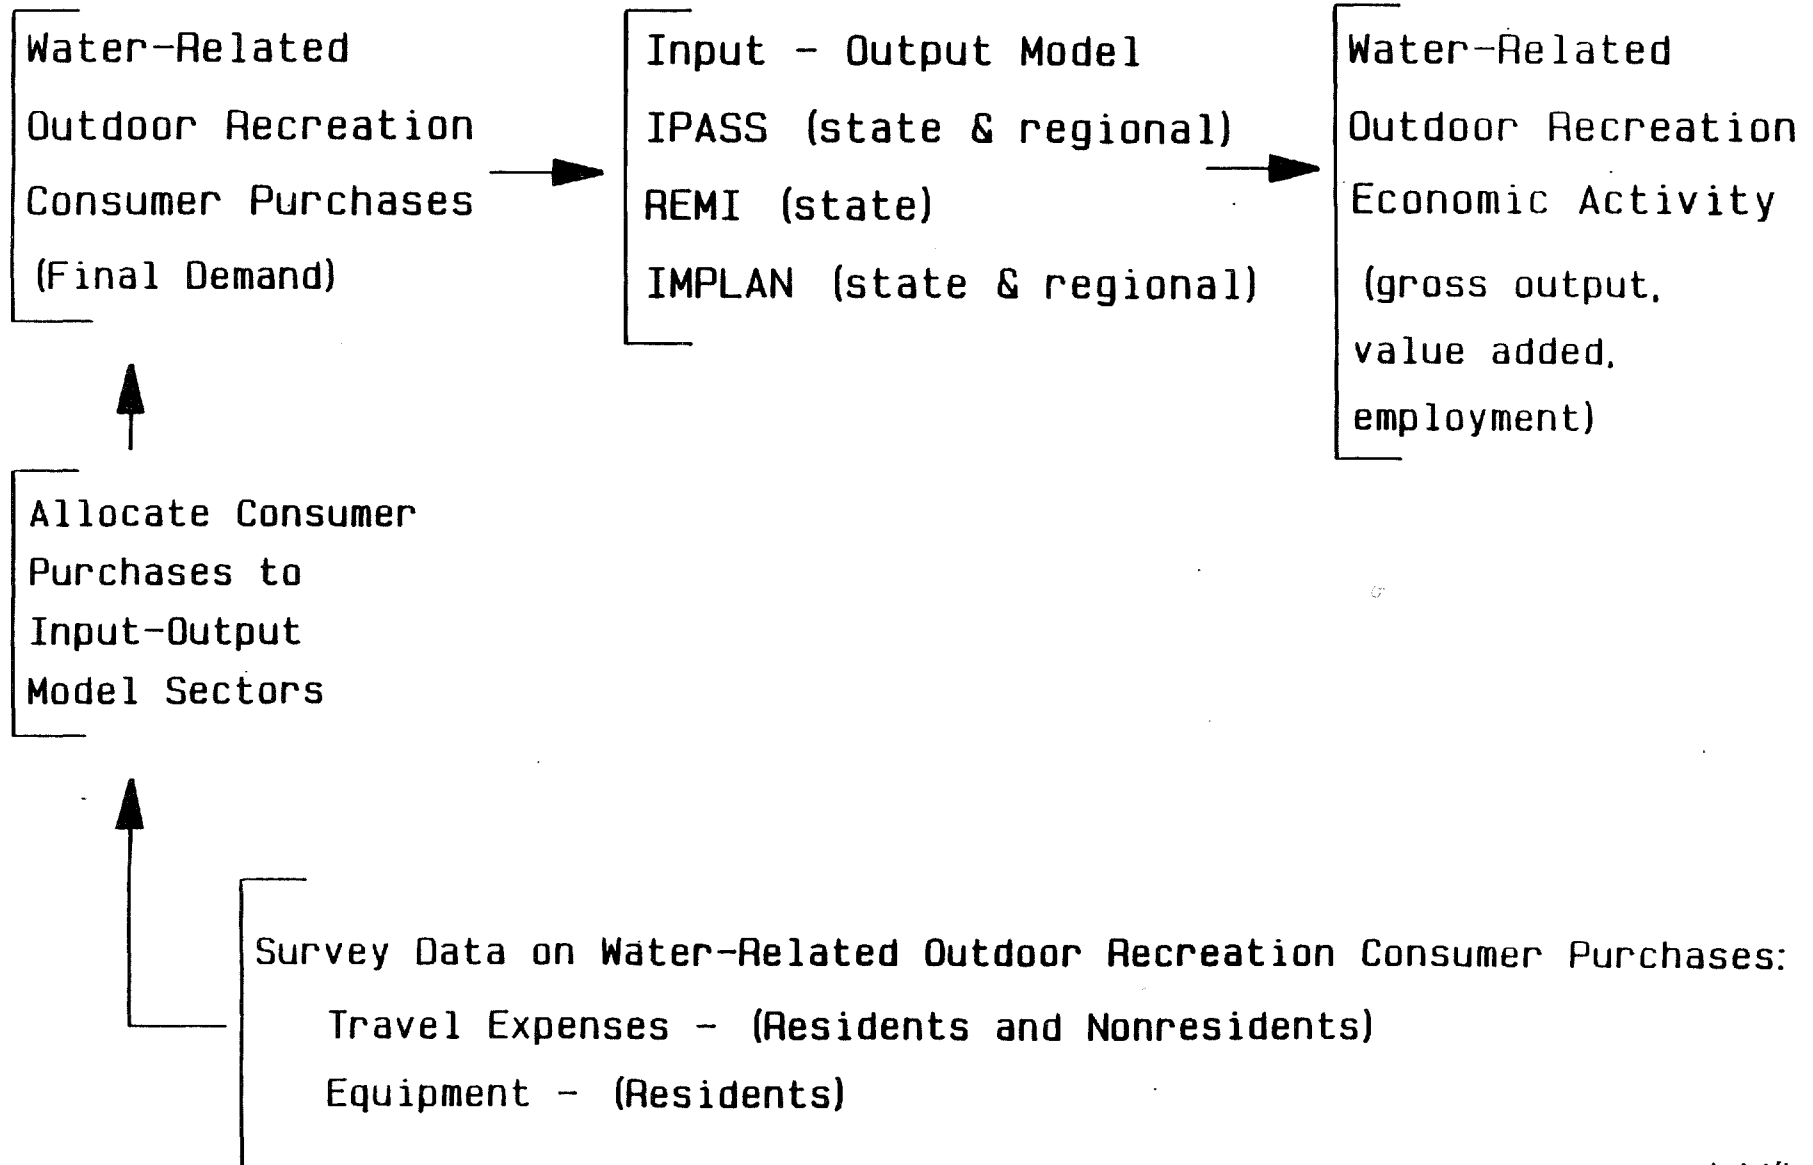 Water-Related
Outdoor Recreation
Consumer Purchases
(Final Demand)
Input - Output Model
IPASS (state & regional)
REMI (state)
IMPLAN (state & regional)
Water-Related
Outdoor Recreation
Economic Activity
(gross output,
value added,
employment)
Allocate Consumer
Purchases to
Input-Output
Model Sectors
Survey Data on Water-Related Outdoor Recreation Consumer Purchases:
Travel Expenses - (Residents and Nonresidents)
Equipment - (Residents)